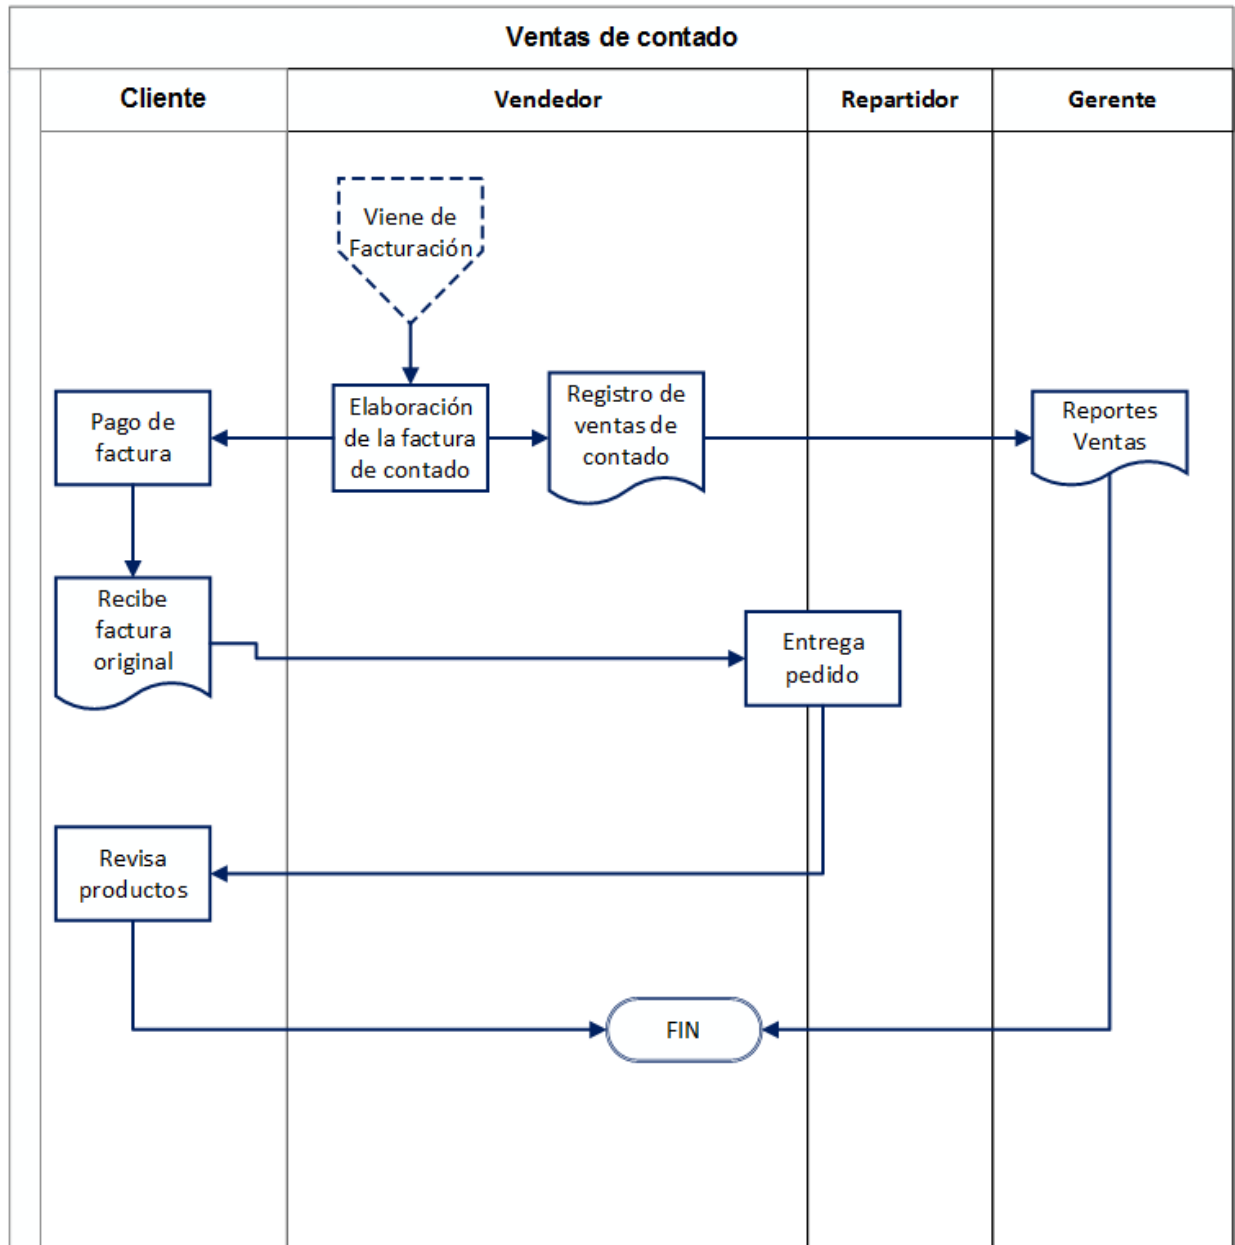 Ventas de contado
Cliente
Vendedor
Repartidor
Gerente
Viene de
Facturación
Pago de
factura
Elaboración
de la factura
de contado
Registro de
ventas de
contado
Reportes
Ventas
Recibe
factura
original
Entrega
pedido
Revisa
productos
FIN